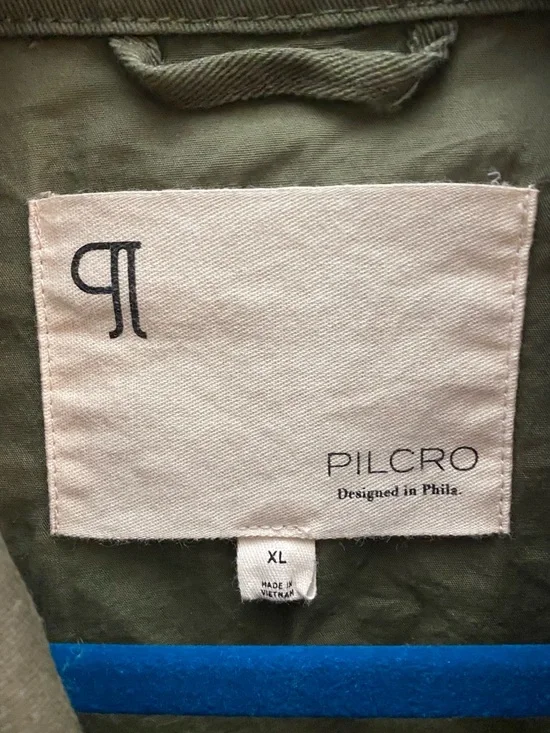 ¶
PILCRO
Designed in Phila.
XL
MADE IN
VIETNAM